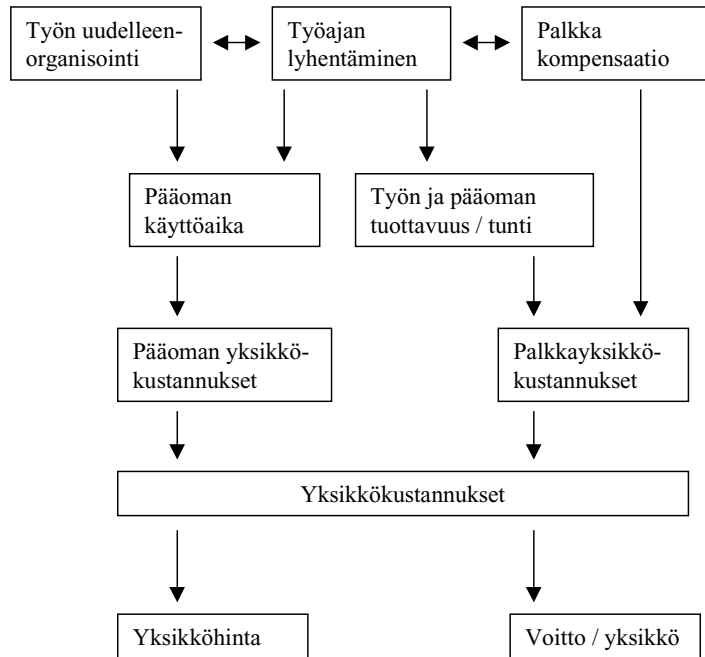 Työn uudelleen-
organisointi
Työajan
lyhentäminen
Palkka
kompensaatio
Pääoman
käyttöaika
Työn ja pääoman
tuottavuus / tunti
Pääoman yksikkö-
kustannukset
Palkkayksikkö-
kustannukset
Yksikkökustannukset
Yksikköhinta
Voitto / yksikkö